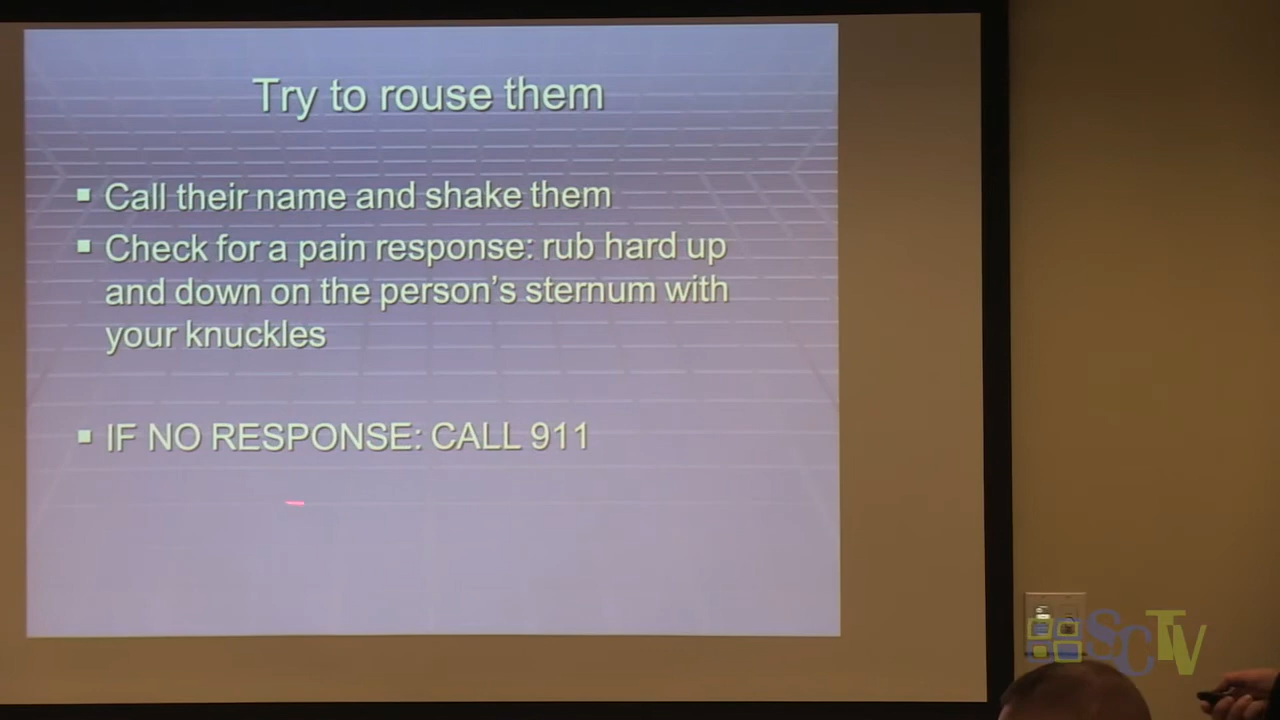 Try to rouse them
▪ Call their name and shake them
▪ Check for a pain response: rub hard up
and down on the person's sternum with
your knuckles
▪ IF NO RESPONSE: CALL 911
SCTV